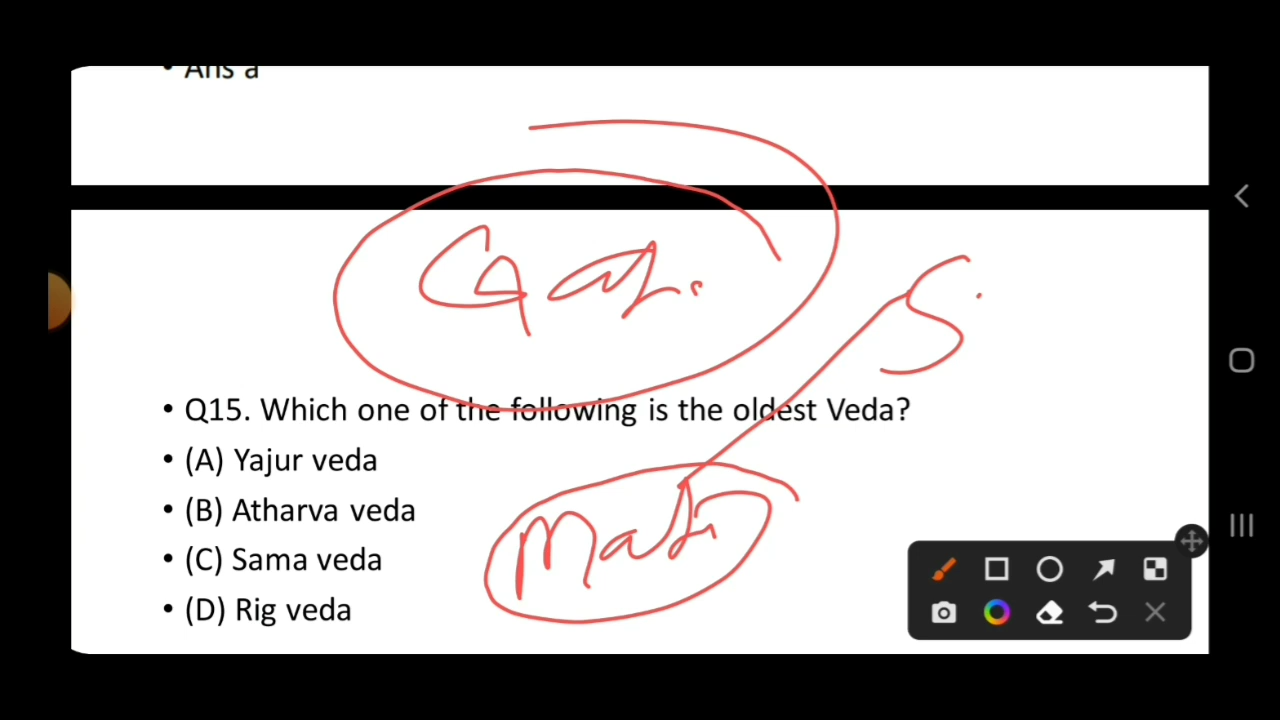 • Ans a
• Q15. Which one of the following is the oldest Veda?
• (A) Yajur veda
• (B) Atharva veda
• (C) Sama veda
• (D) Rig veda